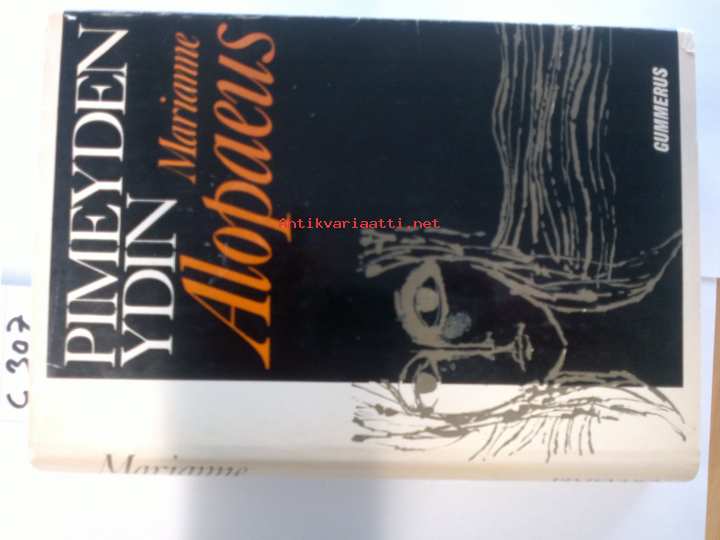 PIMEYDEN
YDIN
Marianne
Alopaeus
GUMMERUS
Antikvariaatti.net
C 307
Marianne